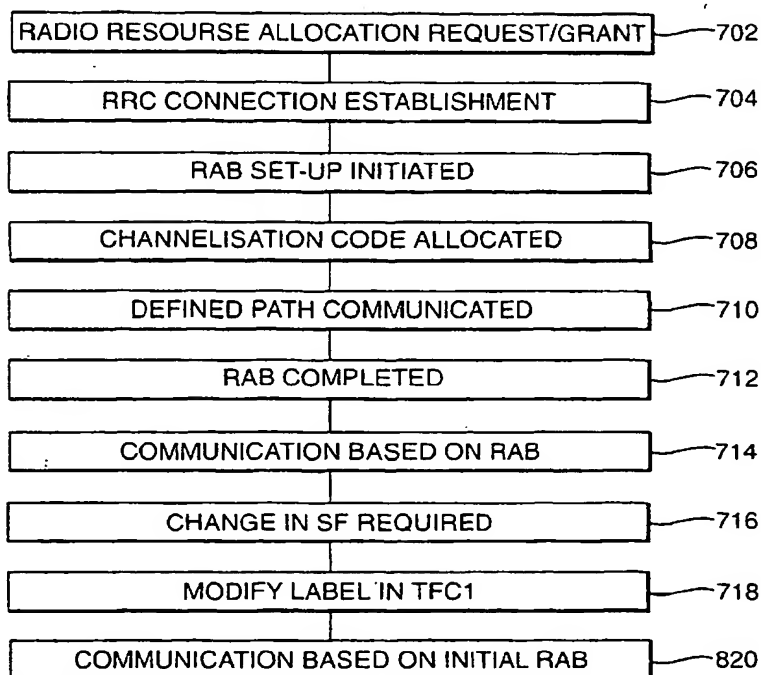 RADIO RESOURSE ALLOCATION REQUEST/GRANT 702
RRC CONNECTION ESTABLISHMENT 704
RAB SET-UP INITIATED 706
CHANNELISATION CODE ALLOCATED 708
DEFINED PATH COMMUNICATED 710
RAB COMPLETED 712
COMMUNICATION BASED ON RAB 714
CHANGE IN SF REQUIRED 716
MODIFY LABEL IN TFC1 718
COMMUNICATION BASED ON INITIAL RAB 820